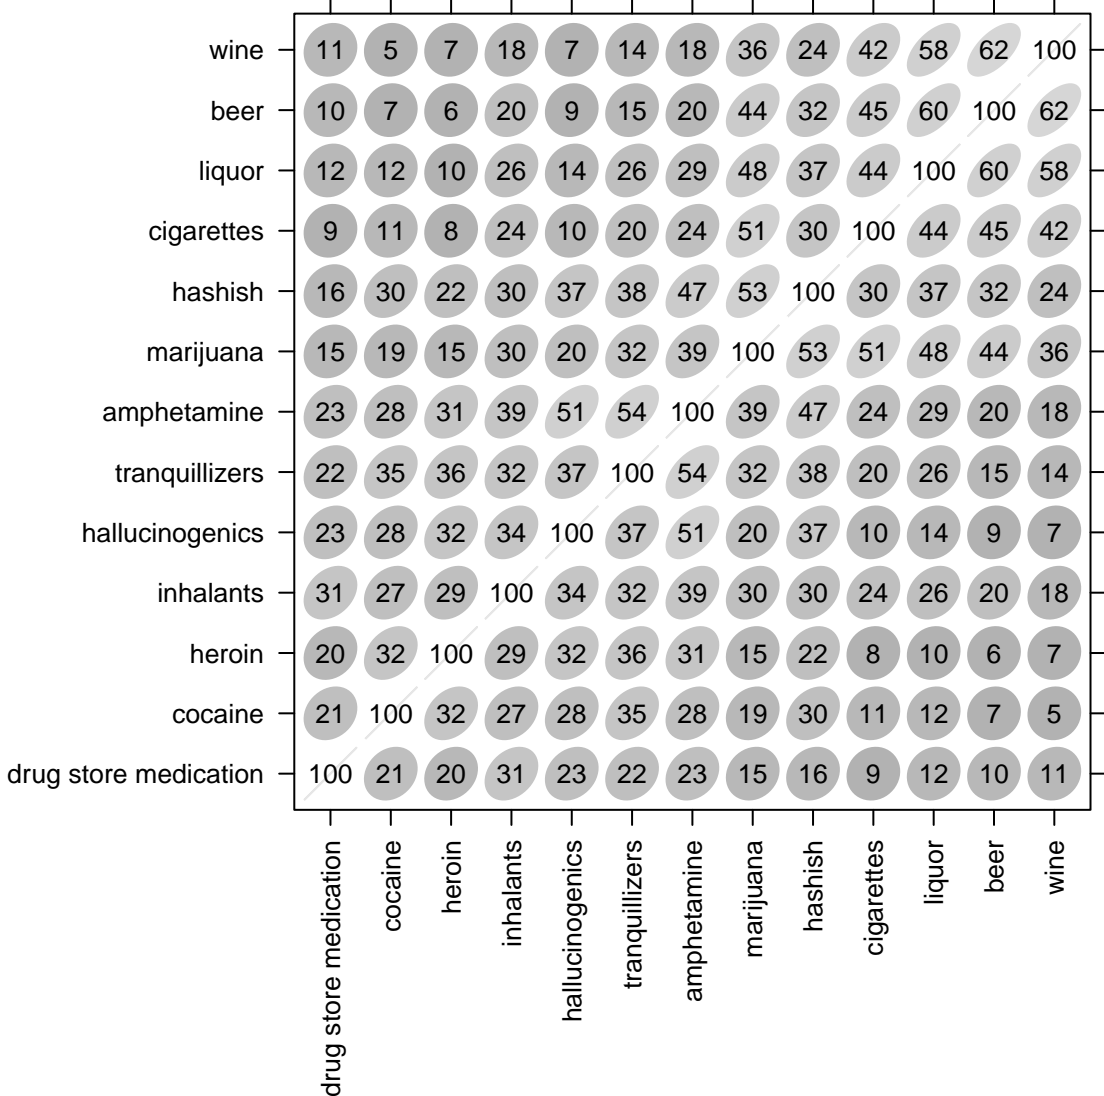 wine 11 5 7 18 7 14 18 36 24 42 58 62 100
beer 10 7 6 20 9 15 20 44 32 45 60 100 62
liquor 12 12 10 26 14 26 29 48 37 44 100 60 58
cigarettes 9 11 8 24 10 20 24 51 30 100 44 45 42
hashish 16 30 22 30 37 38 47 53 100 30 37 32 24
marijuana 15 19 15 30 20 32 39 100 53 51 48 44 36
amphetamine 23 28 31 39 51 54 100 39 47 24 29 20 18
tranquillizers 22 35 36 32 37 100 54 32 38 20 26 15 14
hallucinogenics 23 28 32 34 100 37 51 20 37 10 14 9 7
inhalants 31 27 29 100 34 32 39 30 30 24 26 20 18
heroin 20 32 100 29 32 36 31 15 22 8 10 6 7
cocaine 21 100 32 27 28 35 28 19 30 11 12 7 5
drug store medication 100 21 20 31 23 22 23 15 16 9 12 10 11
drug store medication
cocaine
heroin
inhalants
hallucinogenics
tranquillizers
amphetamine
marijuana
hashish
cigarettes
liquor
beer
wine